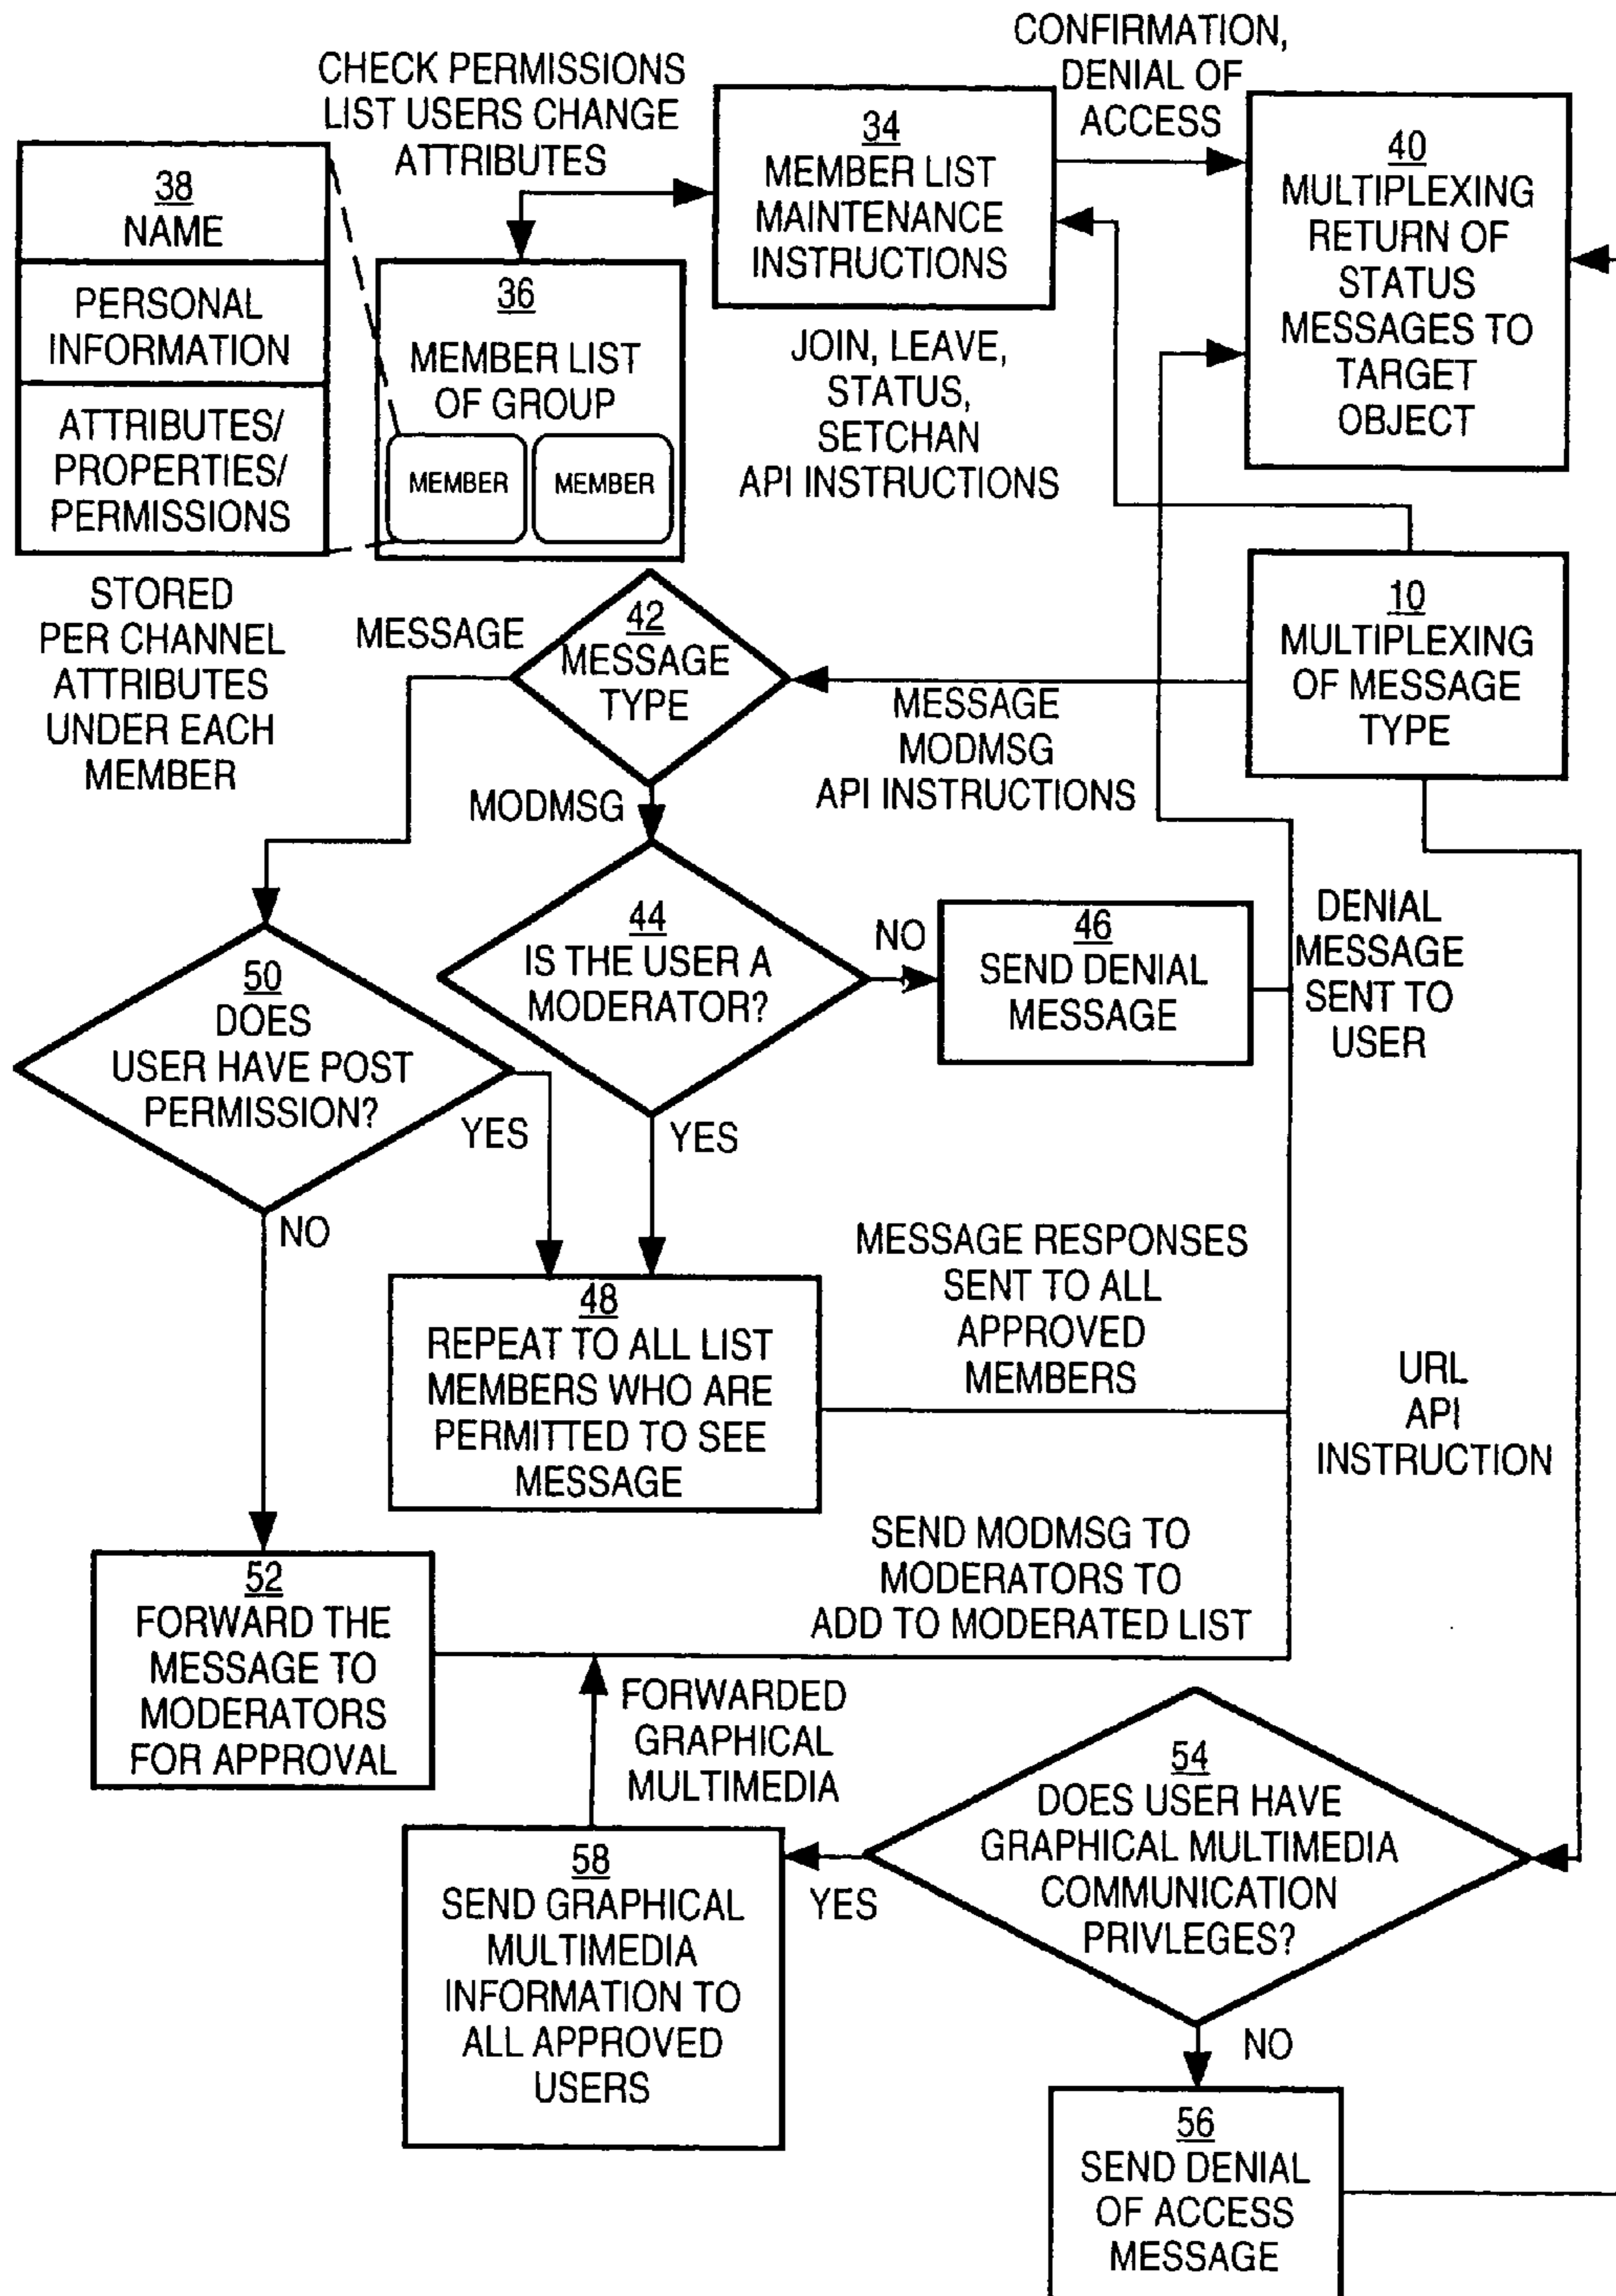 CONFIRMATION,
DENIAL OF
ACCESS
CHECK PERMISSIONS
LIST USERS CHANGE
ATTRIBUTES
34
MEMBER LIST
MAINTENANCE
INSTRUCTIONS
40
MULTIPLEXING
RETURN OF
STATUS
MESSAGES TO
TARGET
OBJECT
38
NAME
PERSONAL
INFORMATION
ATTRIBUTES/
PROPERTIES/
PERMISSIONS
36
MEMBER LIST
OF GROUP
MEMBER
MEMBER
JOIN, LEAVE,
STATUS,
SETCHAN
API INSTRUCTIONS
STORED
PER CHANNEL
ATTRIBUTES
UNDER EACH
MEMBER
MESSAGE
42
MESSAGE
TYPE
MESSAGE
MODMSG
API INSTRUCTIONS
10
MULTIPLEXING
OF MESSAGE
TYPE
MODMSG
44
IS THE USER A
MODERATOR?
NO
46
SEND DENIAL
MESSAGE
DENIAL
MESSAGE
SENT TO
USER
50
DOES
USER HAVE POST
PERMISSION?
YES
YES
NO
48
REPEAT TO ALL LIST
MEMBERS WHO ARE
PERMITTED TO SEE
MESSAGE
MESSAGE RESPONSES
SENT TO ALL
APPROVED
MEMBERS
URL
API
INSTRUCTION
52
FORWARD THE
MESSAGE TO
MODERATORS
FOR APPROVAL
SEND MODMSG TO
MODERATORS TO
ADD TO MODERATED LIST
FORWARDED
GRAPHICAL
MULTIMEDIA
54
DOES USER HAVE
GRAPHICAL MULTIMEDIA
COMMUNICATION
PRIVLEGES?
YES
58
SEND GRAPHICAL
MULTIMEDIA
INFORMATION TO
ALL APPROVED
USERS
NO
56
SEND DENIAL
OF ACCESS
MESSAGE